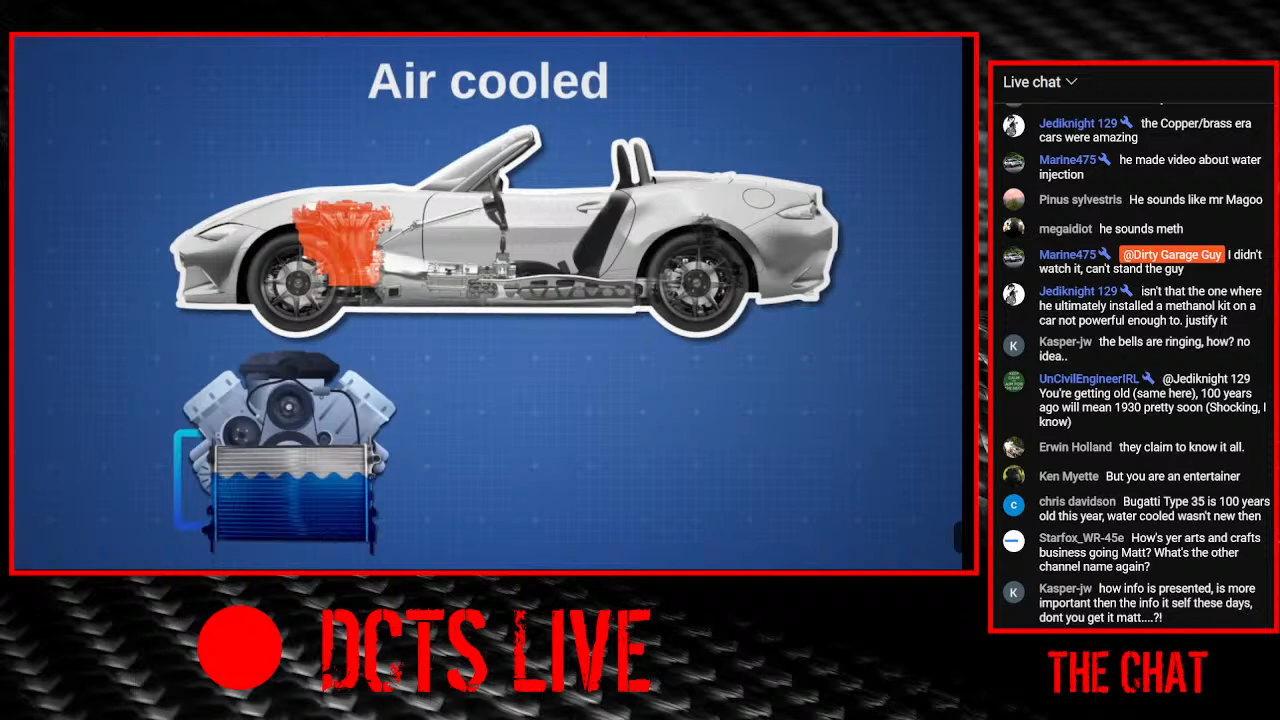 Air cooled
Live chat
Jediknight 129 the Copper/brass era
cars were amazing
Marine475 he made video about water
injection
Pinus sylvestris He sounds like mr Magoo
megaidiot he sounds meth
Marine475 @Dirty Garage Guy I didn't
watch it, can't stand the guy
Jediknight 129 isn't that the one where
he ultimately installed a methanol kit on a
car not powerful enough to. justify it
K
Kasper-jw the bells are ringing, how? no
idea..
UnCivilEngineerIRL @Jediknight 129
You're getting old (same here), 100 years
ago will mean 1930 pretty soon (Shocking, I
know)
Erwin Holland they claim to know it all.
Ken Myette But you are an entertainer
c
chris davidson Bugatti Type 35 is 100 years
old this year, water cooled wasn't new then
Starfox_WR-45e How's yer arts and crafts
business going Matt? What's the other
channel name again?
K
Kasper-jw how info is presented, is more
important then the info it self these days,
dont you get it matt....?!
DCTS LIVE
THE CHAT